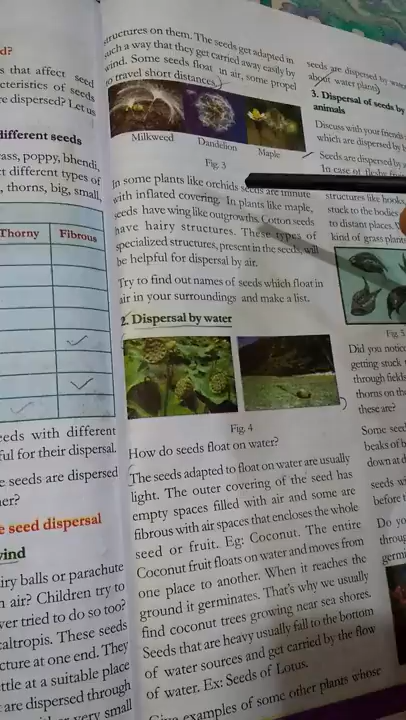 d?
s that affect seed
cteristics of seeds
re dispersed? Let us
different seeds
ass, poppy, bhendi,
ct different types of
, thorns, big, small,
Thorny Fibrous
eeds with different
ful for their dispersal.
e seeds are dispersed
her?
e seed dispersal
wind
iry balls or parachute
n air? Children try to
ver tried to do so too?
altropis. These seeds
cture at one end. They
ttle at a suitable place
are dispersed through
very small
structures on them. The seeds get adapted in
such a way that they get carried away easily by
wind. Some seeds float in air, some propel
to travel short distances.
Milkweed Dandelion Maple
Fig. 3
In some plants like orchids seeds are minute
with inflated covering. In plants like maple,
seeds have wing like outgrowths. Cotton seeds
have hairy structures. These types of
specialized structures, present in the seeds, will
be helpful for dispersal by air.
Try to find out names of seeds which float in
air in your surroundings and make a list.
2. Dispersal by water
Fig. 4
How do seeds float on water?
The seeds adapted to float on water are usually
light. The outer covering of the seed has
empty spaces filled with air and some are
fibrous with air spaces that encloses the whole
seed or fruit. Eg: Coconut. The entire
Coconut fruit floats on water and moves from
one place to another. When it reaches the
ground it germinates. That's why we usually
find coconut trees growing near sea shores.
Seeds that are heavy usually fall to the bottom
of water sources and get carried by the flow
of water. Ex: Seeds of Lotus.
Give examples of some other plants whose
seeds are dispersed by water
about water plants)
3. Dispersal of seeds by
animals
Discuss with your friends
which are dispersed by
Seeds are dispersed by
In case of fleshy
structures like hooks,
stuck to the bodies
to distant places.
kind of grass plant
Fig. 5
Did you notice
getting stuck
through fields
thorns on the
these are?
Some seed
beaks of b
down at d
seeds wi
before t
Do yo
throug
germi